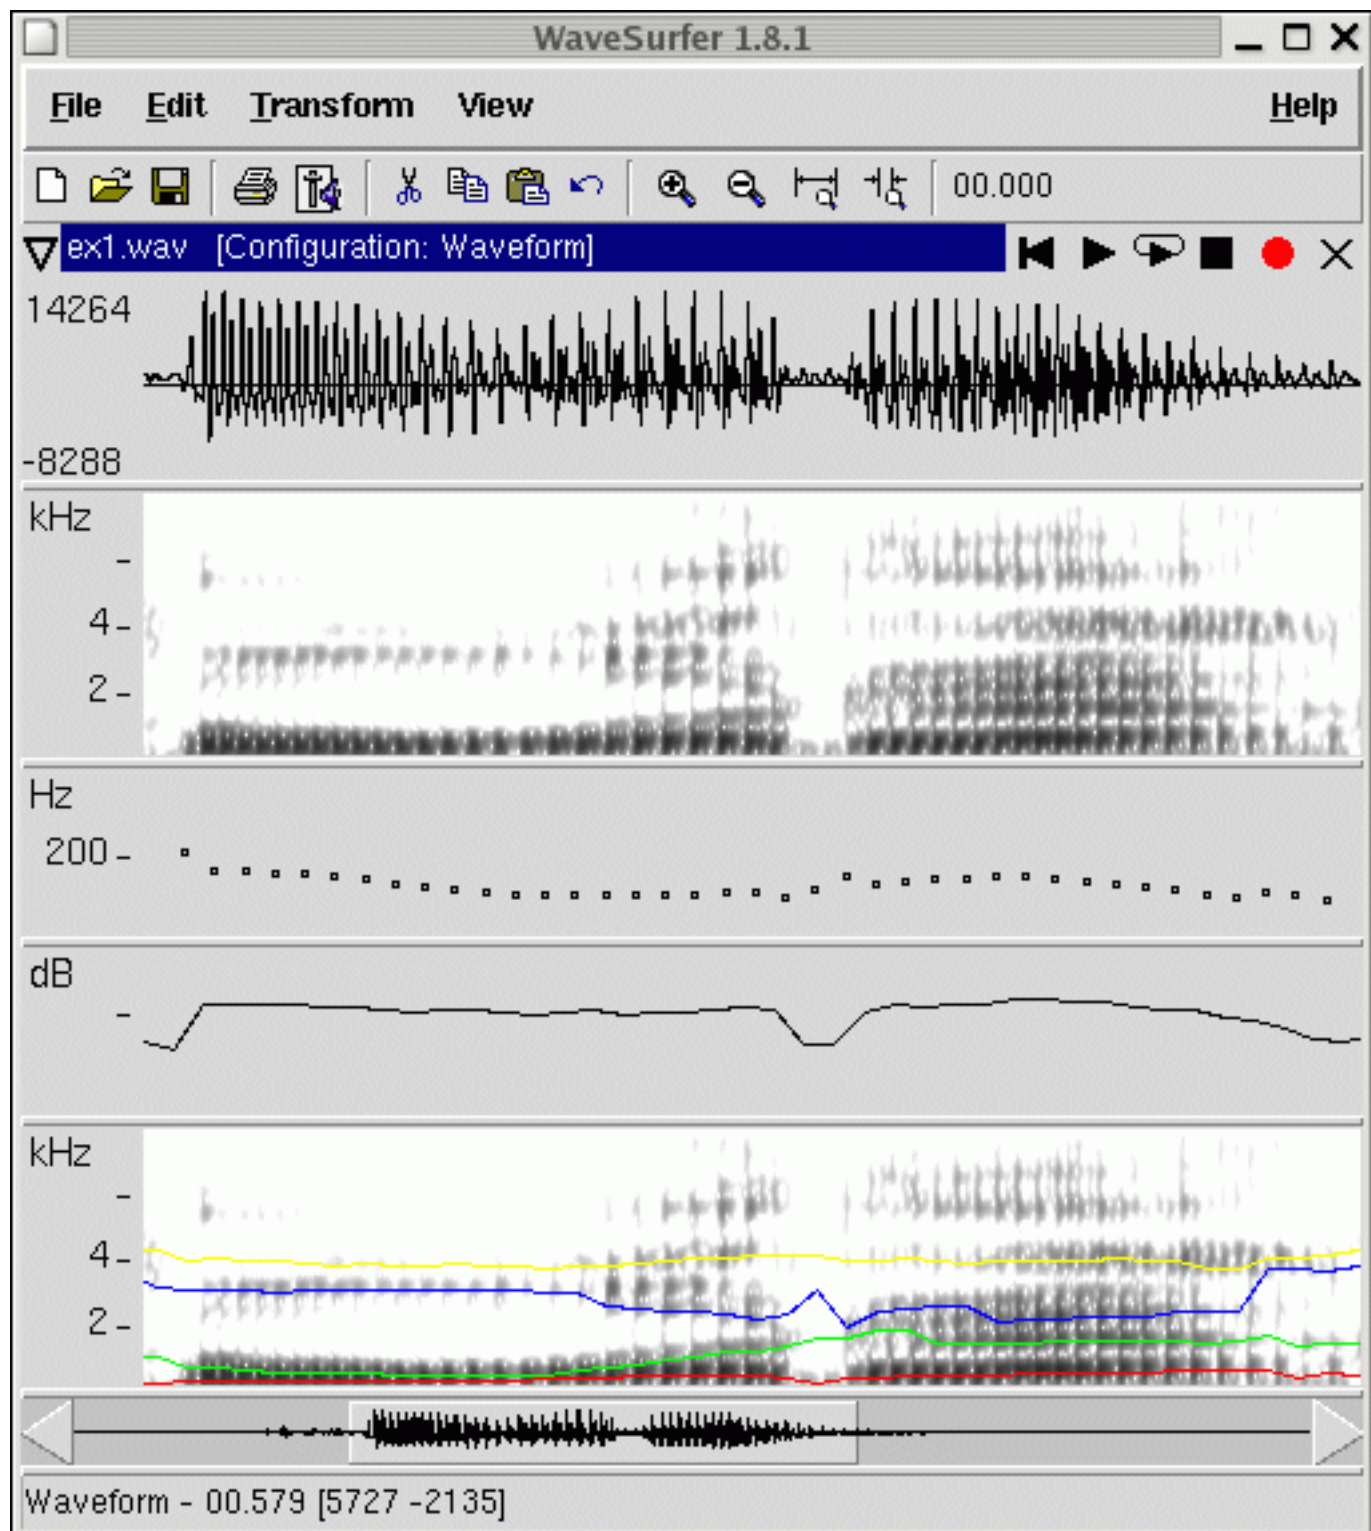 WaveSurfer 1.8.1
File Edit Transform View Help
00.000
ex1.wav [Configuration: Waveform]
14264
-8288
kHz
4
2
Hz
200
dB
kHz
4
2
Waveform - 00.579 [5727 -2135]